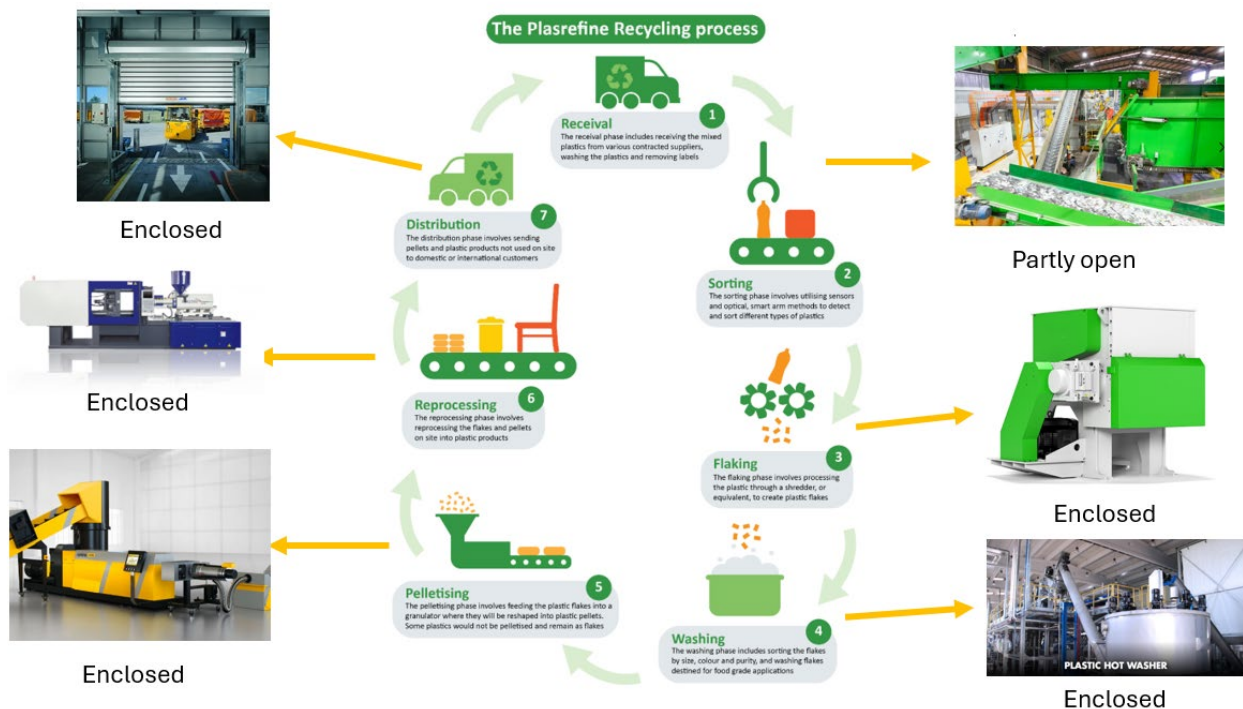 The Plasrefine Recycling process
1
Receival
The receival phase includes receiving the mixed
plastics from various contracted suppliers,
washing the plastics and removing labels
2
Sorting
The sorting phase involves utilising sensors
and optical, smart arm methods to detect
and sort different types of plastics
Partly open
3
Flaking
The flaking phase involves processing
the plastic through a shredder, or
equivalent, to create plastic flakes
Enclosed
4
Washing
The washing phase includes sorting the flakes
by size, colour and purity, and washing flakes
destined for food grade applications
PLASTIC HOT WASHER
Enclosed
5
Pelletising
The pelletising phase involves feeding the plastic flakes into a
granulator where they will be reshaped into plastic pellets.
Some plastics would not be pelletised and remain as flakes
Enclosed
6
Reprocessing
The reprocessing phase involves
reprocessing the flakes and pellets
on site into plastic products
Enclosed
7
Distribution
The distribution phase involves sending
pellets and plastic products not used on site
to domestic or international customers
Enclosed